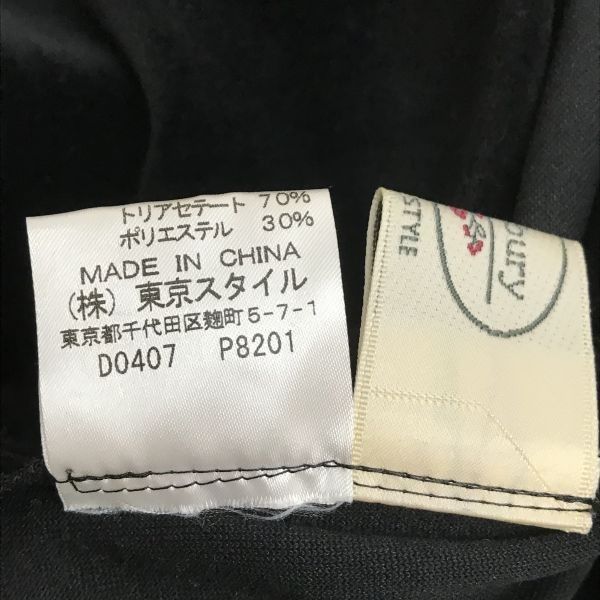 トリアセテート 70%
ポリエステル 30%
MADE IN CHINA
(株) 東京スタイル
東京都千代田区麹町5-7-1
D0407 P8201
bury
STYLE